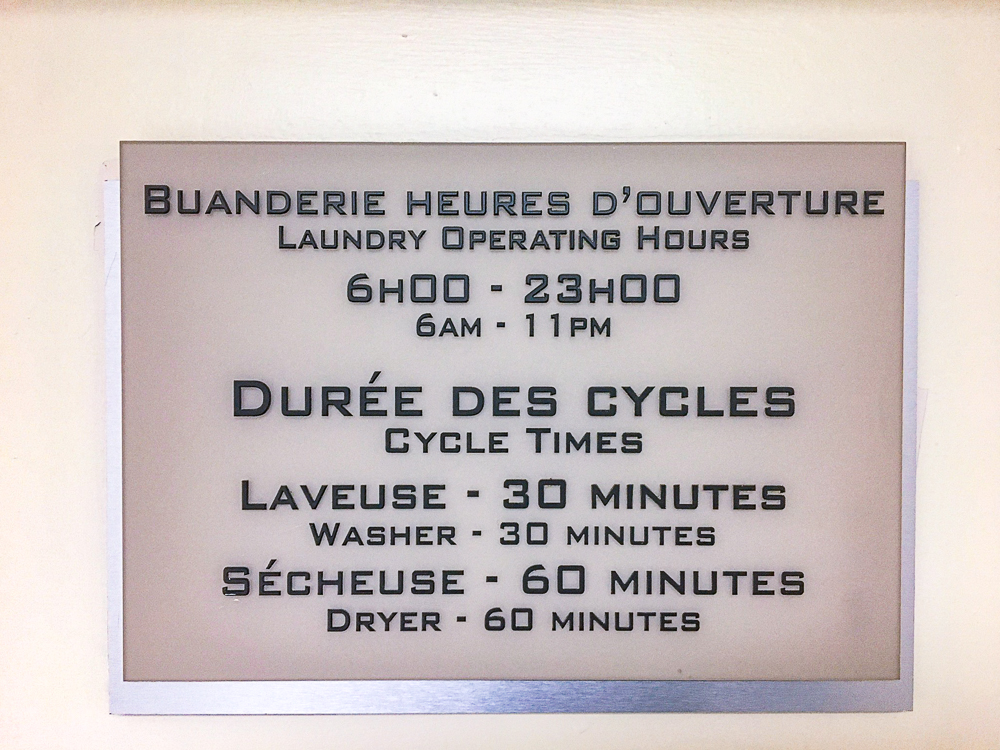 Buanderie heures d'ouverture
Laundry Operating Hours
6h00 - 23h00
6am - 11pm
Durée des cycles
Cycle Times
Laveuse - 30 minutes
Washer - 30 minutes
Sécheuse - 60 minutes
Dryer - 60 minutes